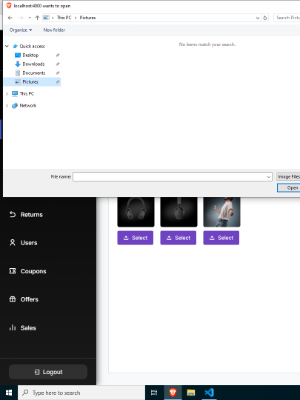 localhost:4000 wants to open
This PC > Pictures
Search Pict
Organize
New Folder
No items match your search.
Quick access
Desktop
Downloads
Documents
Pictures
This PC
Network
File name:
Image Files
Open
Select
Select
Select
Returns
Users
Coupons
Offers
Sales
Logout
Type here to search